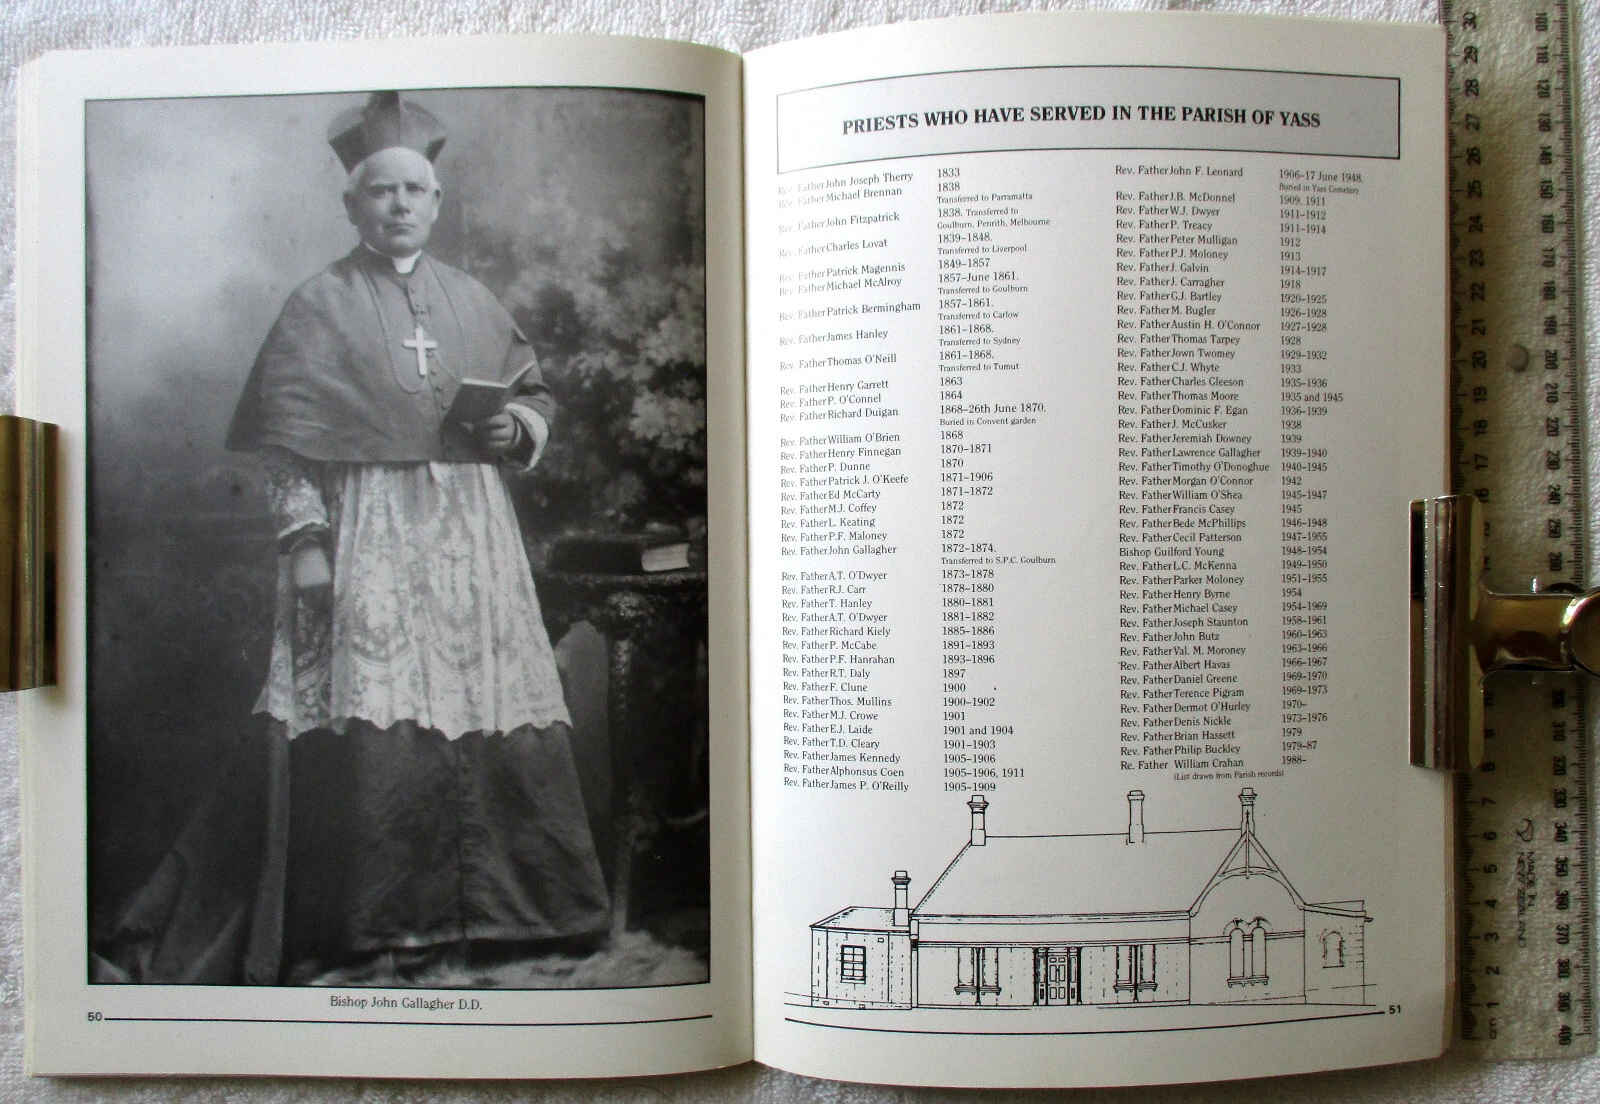 Bishop John Gallagher D.D.
50
PRIESTS WHO HAVE SERVED IN THE PARISH OF YASS
Rev. Father John Joseph Therry 1833
Rev. Father Michael Brennan 1838
Transferred to Parramatta
Rev. Father John Fitzpatrick 1838. Transferred to
Goulburn, Penrith, Melbourne
Rev. Father Charles Lovat 1839-1848.
Transferred to Liverpool
Rev. Father Patrick Magennis 1849-1857
Rev. Father Michael McAlroy 1857-June 1861.
Transferred to Goulburn
Rev. Father Patrick Bermingham 1857-1861.
Transferred to Carlow
Rev. Father James Hanley 1861-1868.
Transferred to Sydney
Rev. Father Thomas O'Neill 1861-1868.
Transferred to Tumut
Rev. Father Henry Garrett 1863
Rev. Father P. O'Connel 1864
Rev. Father Richard Duigan 1868-26th June 1870.
Buried in Convent garden
Rev. Father William O'Brien 1868
Rev. Father Henry Finnegan 1870-1871
Rev. Father P. Dunne 1870
Rev. Father Patrick J. O'Keefe 1871-1906
Rev. Father Ed McCarty 1871-1872
Rev. Father M.J. Coffey 1872
Rev. Father L. Keating 1872
Rev. Father P.F. Maloney 1872
Rev. Father John Gallagher 1872-1874.
Transferred to S.P.C. Goulburn
Rev. Father A.T. O'Dwyer 1873-1878
Rev. Father R.J. Carr 1878-1880
Rev. Father T. Hanley 1880-1881
Rev. Father A.T. O'Dwyer 1881-1882
Rev. Father Richard Kiely 1885-1886
Rev. Father P. McCabe 1891-1893
Rev. Father P.F. Hanrahan 1893-1896
Rev. Father R.T. Daly 1897
Rev. Father F. Clune 1900
Rev. Father Thos. Mullins 1900-1902
Rev. Father M.J. Crowe 1901
Rev. Father E.J. Laide 1901 and 1904
Rev. Father T.D. Cleary 1901-1903
Rev. Father James Kennedy 1905-1906
Rev. Father Alphonsus Coen 1905-1906, 1911
Rev. Father James P. O'Reilly 1905-1909
Rev. Father John F. Leonard 1906-17 June 1948.
Buried in Yass Cemetery
Rev. Father J.B. McDonnel 1909, 1911
Rev. Father W.J. Dwyer 1911-1912
Rev. Father P. Treacy 1911-1914
Rev. Father Peter Mulligan 1912
Rev. Father P.J. Moloney 1913
Rev. Father J. Galvin 1914-1917
Rev. Father J. Carragher 1918
Rev. Father G.J. Bartley 1920-1925
Rev. Father M. Bugler 1926-1928
Rev. Father Austin H. O'Connor 1927-1928
Rev. Father Thomas Tarpey 1928
Rev. Father Jown Twomey 1929-1932
Rev. Father C.J. Whyte 1933
Rev. Father Charles Gleeson 1935-1936
Rev. Father Thomas Moore 1935 and 1945
Rev. Father Dominic F. Egan 1936-1939
Rev. Father J. McCusker 1938
Rev. Father Jeremiah Downey 1939
Rev. Father Lawrence Gallagher 1939-1940
Rev. Father Timothy O'Donoghue 1940-1945
Rev. Father Morgan O'Connor 1942
Rev. Father William O'Shea 1945-1947
Rev. Father Francis Casey 1945
Rev. Father Bede McPhillips 1946-1948
Rev. Father Cecil Patterson 1947-1955
Bishop Guilford Young 1948-1954
Rev. Father L.C. McKenna 1949-1950
Rev. Father Parker Moloney 1951-1955
Rev. Father Henry Byrne 1954
Rev. Father Michael Casey 1954-1969
Rev. Father Joseph Staunton 1958-1961
Rev. Father John Butz 1960-1963
Rev. Father Val. M. Moroney 1963-1966
Rev. Father Albert Havas 1966-1967
Rev. Father Daniel Greene 1969-1970
Rev. Father Terence Pigram 1969-1973
Rev. Father Dermot O'Hurley 1970-
Rev. Father Denis Nickle 1973-1976
Rev. Father Brian Hassett 1979
Rev. Father Philip Buckley 1979-87
Re. Father William Crahan 1988-
(List drawn from Parish records)
51
MADE IN
NEW ZEALAND